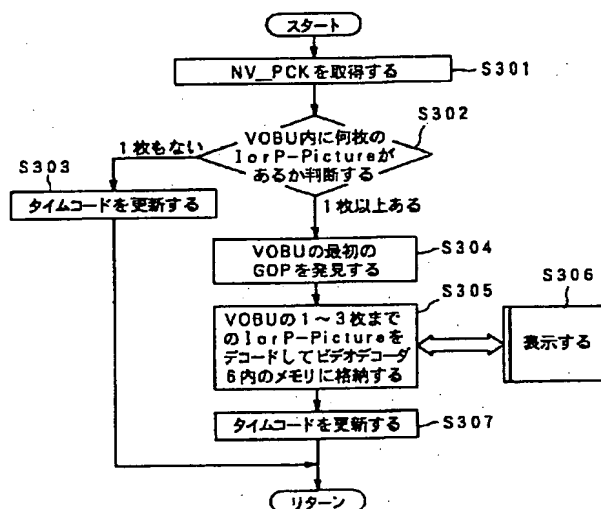 スタート
NV_PCKを取得する
S301
S302
VOBU内に何枚の
IorP-Pictureが
あるか判断する
1枚もない
S303
タイムコードを更新する
1枚以上ある
S304
VOBUの最初の
GOPを発見する
S305
S306
VOBUの1～3枚まで
のIorP-Pictureを
デコードしてビデオデコーダ
6内のメモリに格納する
表示する
タイムコードを更新する
S307
リターン